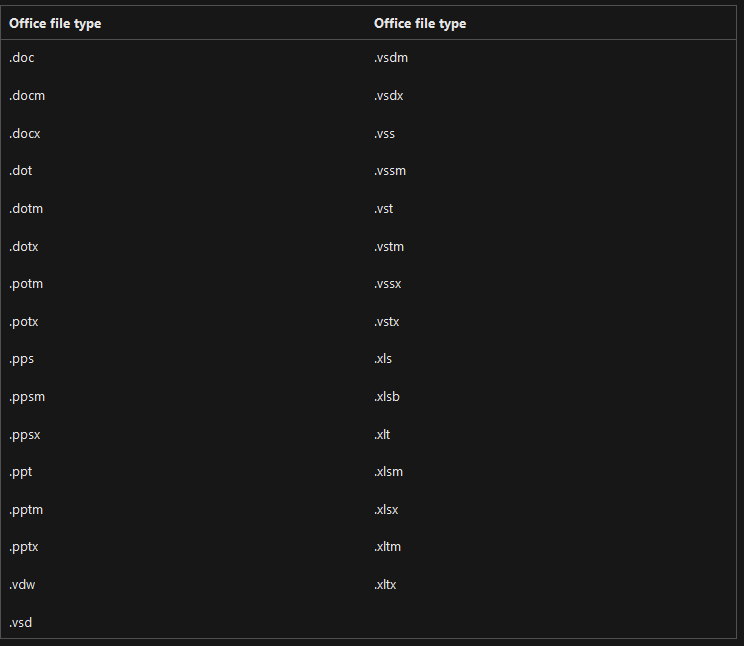 Office file type Office file type
.doc .vsdm
.docm .vsdx
.docx .vss
.dot .vssm
.dotm .vst
.dotx .vstm
.potm .vssx
.potx .vstx
.pps .xls
.ppsm .xlsb
.ppsx .xlt
.ppt .xlsm
.pptm .xlsx
.pptx .xltm
.vdw .xltx
.vsd